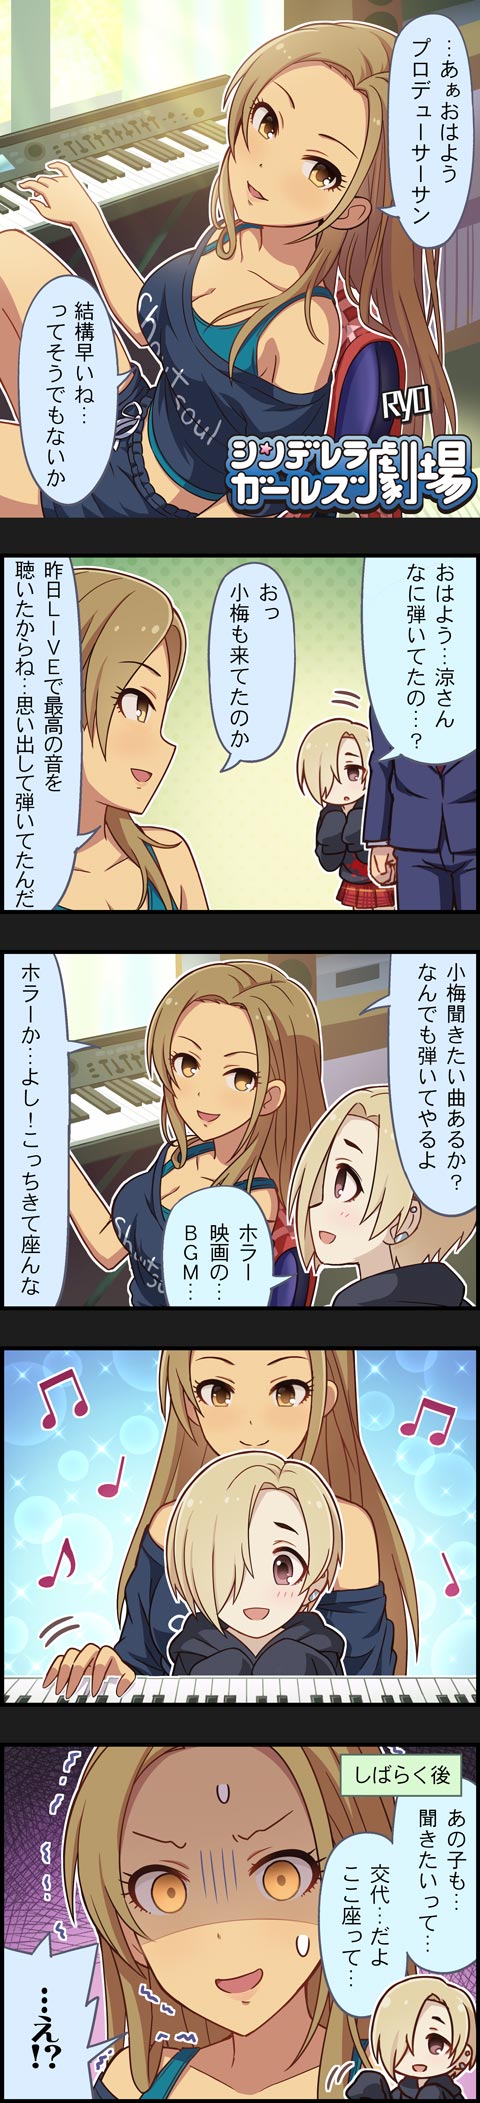 …あぁおはよう
プロデューサーサン
結構早いね…
ってそうでもないか
Shout
soul
RYO
シンデレラ
ガールズ劇場
おはよう…涼さん
なに弾いてたの…?
おっ
小梅も来てたのか
昨日LIVEで最高の音を
聴いたからね…思い出して弾いてたんだ
小梅聞きたい曲あるか?
なんでも弾いてやるよ
ホラー
映画の…
BGM…
ホラーか…よし!こっちきて座んな
しばらく後
あの子も…
聞きたいって…
交代…だよ
ここ座って…
…え!?